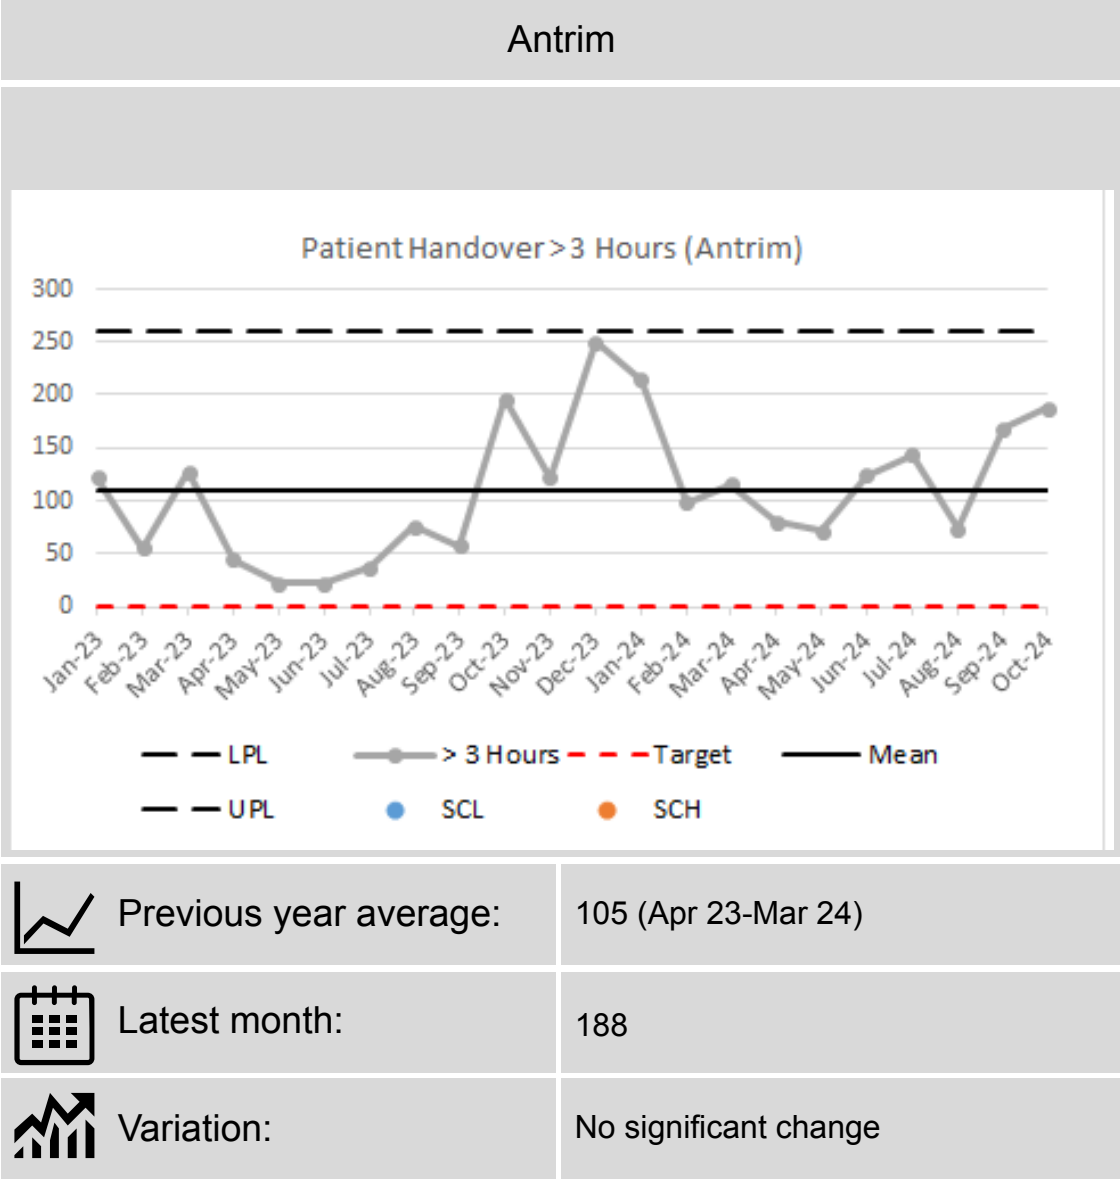 Antrim
Patient Handover > 3 Hours (Antrim)
300
250
200
150
100
50
0
Jan-23 Feb-23 Mar-23 Apr-23 May-23 Jun-23 Jul-23 Aug-23 Sep-23 Oct-23 Nov-23 Dec-23 Jan-24 Feb-24 Mar-24 Apr-24 May-24 Jun-24 Jul-24 Aug-24 Sep-24 Oct-24
LPL > 3 Hours Target Mean
UPL SCL SCH
Previous year average: 105 (Apr 23-Mar 24)
Latest month: 188
Variation: No significant change